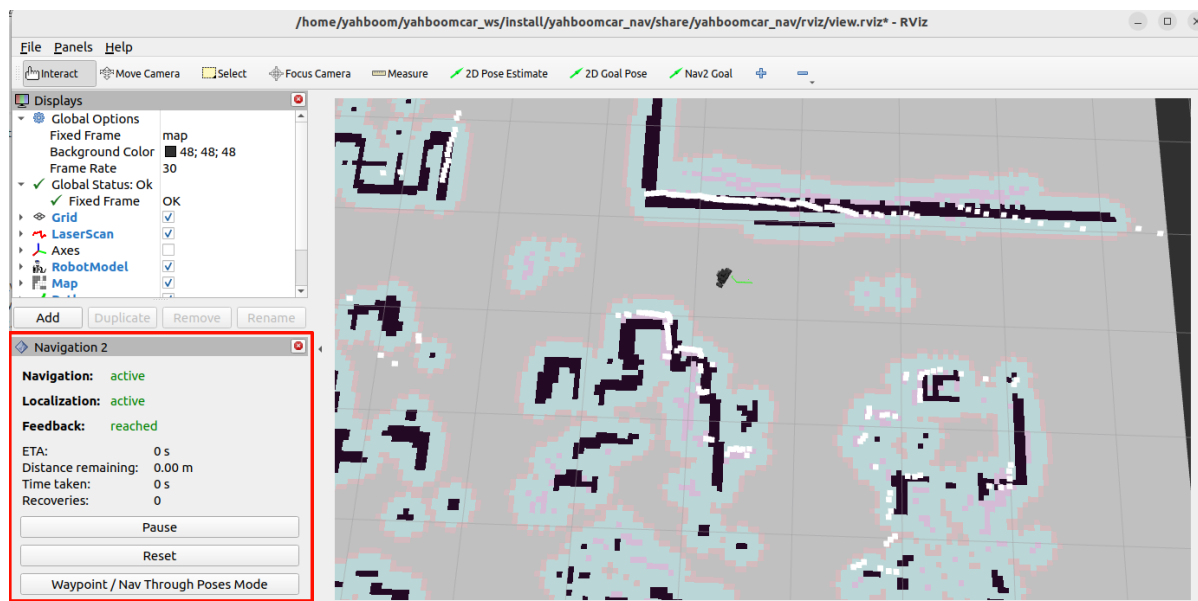 /home/yahboom/yahboomcar_ws/install/yahboomcar_nav/share/yahboomcar_nav/rviz/view.rviz* - RViz
File Panels Help
Interact Move Camera Select Focus Camera Measure 2D Pose Estimate 2D Goal Pose Nav2 Goal
Displays
Global Options
Fixed Frame map
Background Color 48; 48; 48
Frame Rate 30
Global Status: Ok
Fixed Frame OK
Grid
LaserScan
Axes
RobotModel
Map
Add Duplicate Remove Rename
Navigation 2
Navigation: active
Localization: active
Feedback: reached
ETA: 0 s
Distance remaining: 0.00 m
Time taken: 0 s
Recoveries: 0
Pause
Reset
Waypoint / Nav Through Poses Mode